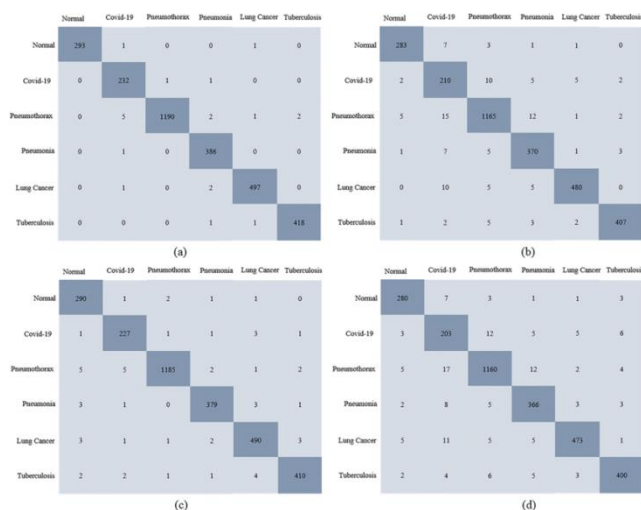 Normal Covid-19 Pneumothorax Pneumonia Lung Cancer Tuberculosis
Normal 293 1 0 0 1 0
Covid-19 0 232 1 1 0 0
Pneumothorax 0 5 1190 2 1 2
Pneumonia 0 1 0 386 0 0
Lung Cancer 0 1 0 2 497 0
Tuberculosis 0 0 0 1 1 418
(a)
Normal Covid-19 Pneumothorax Pneumonia Lung Cancer Tuberculosis
Normal 283 7 3 1 1 0
Covid-19 2 210 10 5 5 2
Pneumothorax 5 15 1165 12 1 2
Pneumonia 1 7 5 370 1 3
Lung Cancer 0 10 5 5 480 0
Tuberculosis 1 2 5 3 2 407
(b)
Normal Covid-19 Pneumothorax Pneumonia Lung Cancer Tuberculosis
Normal 290 1 2 1 1 0
Covid-19 1 227 1 1 3 1
Pneumothorax 5 5 1185 2 1 2
Pneumonia 3 1 0 379 3 1
Lung Cancer 3 1 1 2 490 3
Tuberculosis 2 2 1 1 4 410
(c)
Normal Covid-19 Pneumothorax Pneumonia Lung Cancer Tuberculosis
Normal 280 7 3 1 1 3
Covid-19 3 203 12 5 5 6
Pneumothorax 5 17 1160 12 2 4
Pneumonia 2 8 5 366 3 3
Lung Cancer 5 11 5 5 473 1
Tuberculosis 2 4 6 5 3 400
(d)